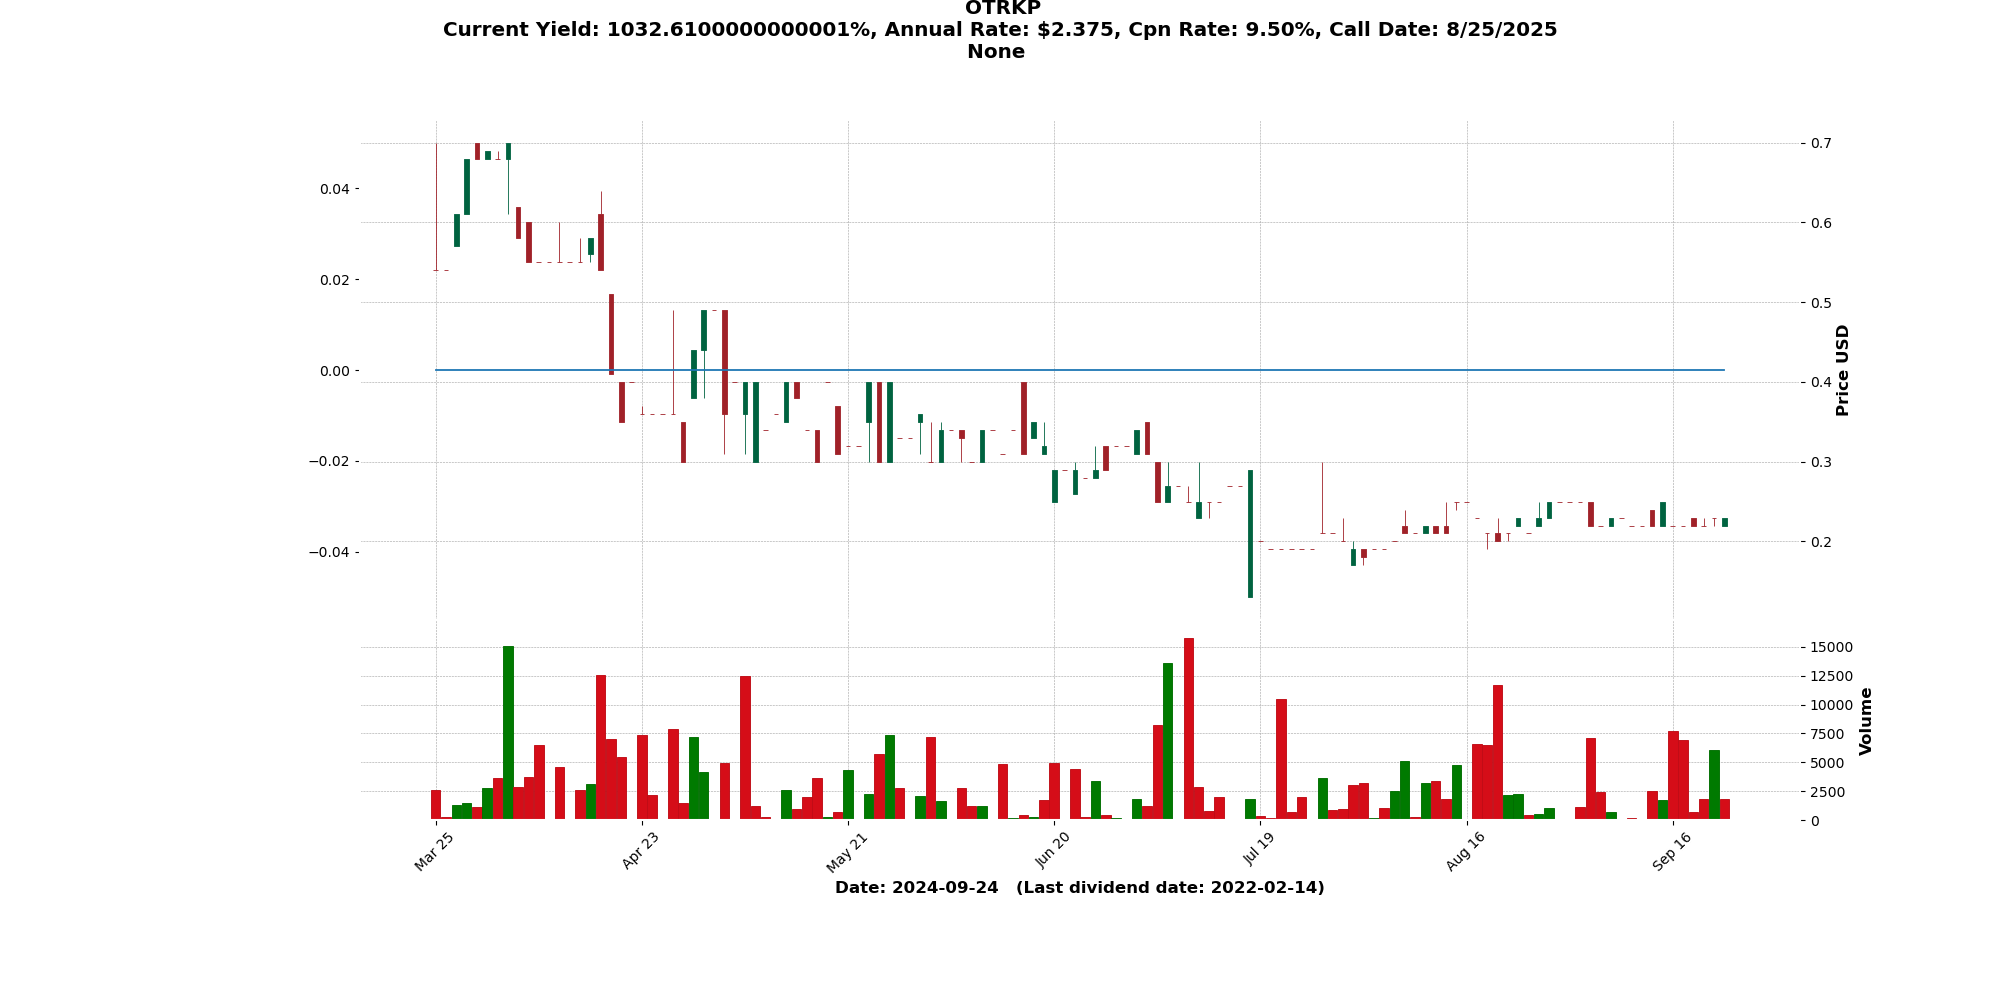 OTRKP
Current Yield: 1032.6100000000001%, Annual Rate: $2.375, Cpn Rate: 9.50%, Call Date: 8/25/2025
None
0.04
0.02
0.00
−0.02
−0.04
0.7
0.6
0.5
0.4
0.3
0.2
Price USD
15000
12500
10000
7500
5000
2500
0
Volume
Mar 25
Apr 23
May 21
Jun 20
Jul 19
Aug 16
Sep 16
Date: 2024-09-24   (Last dividend date: 2022-02-14)